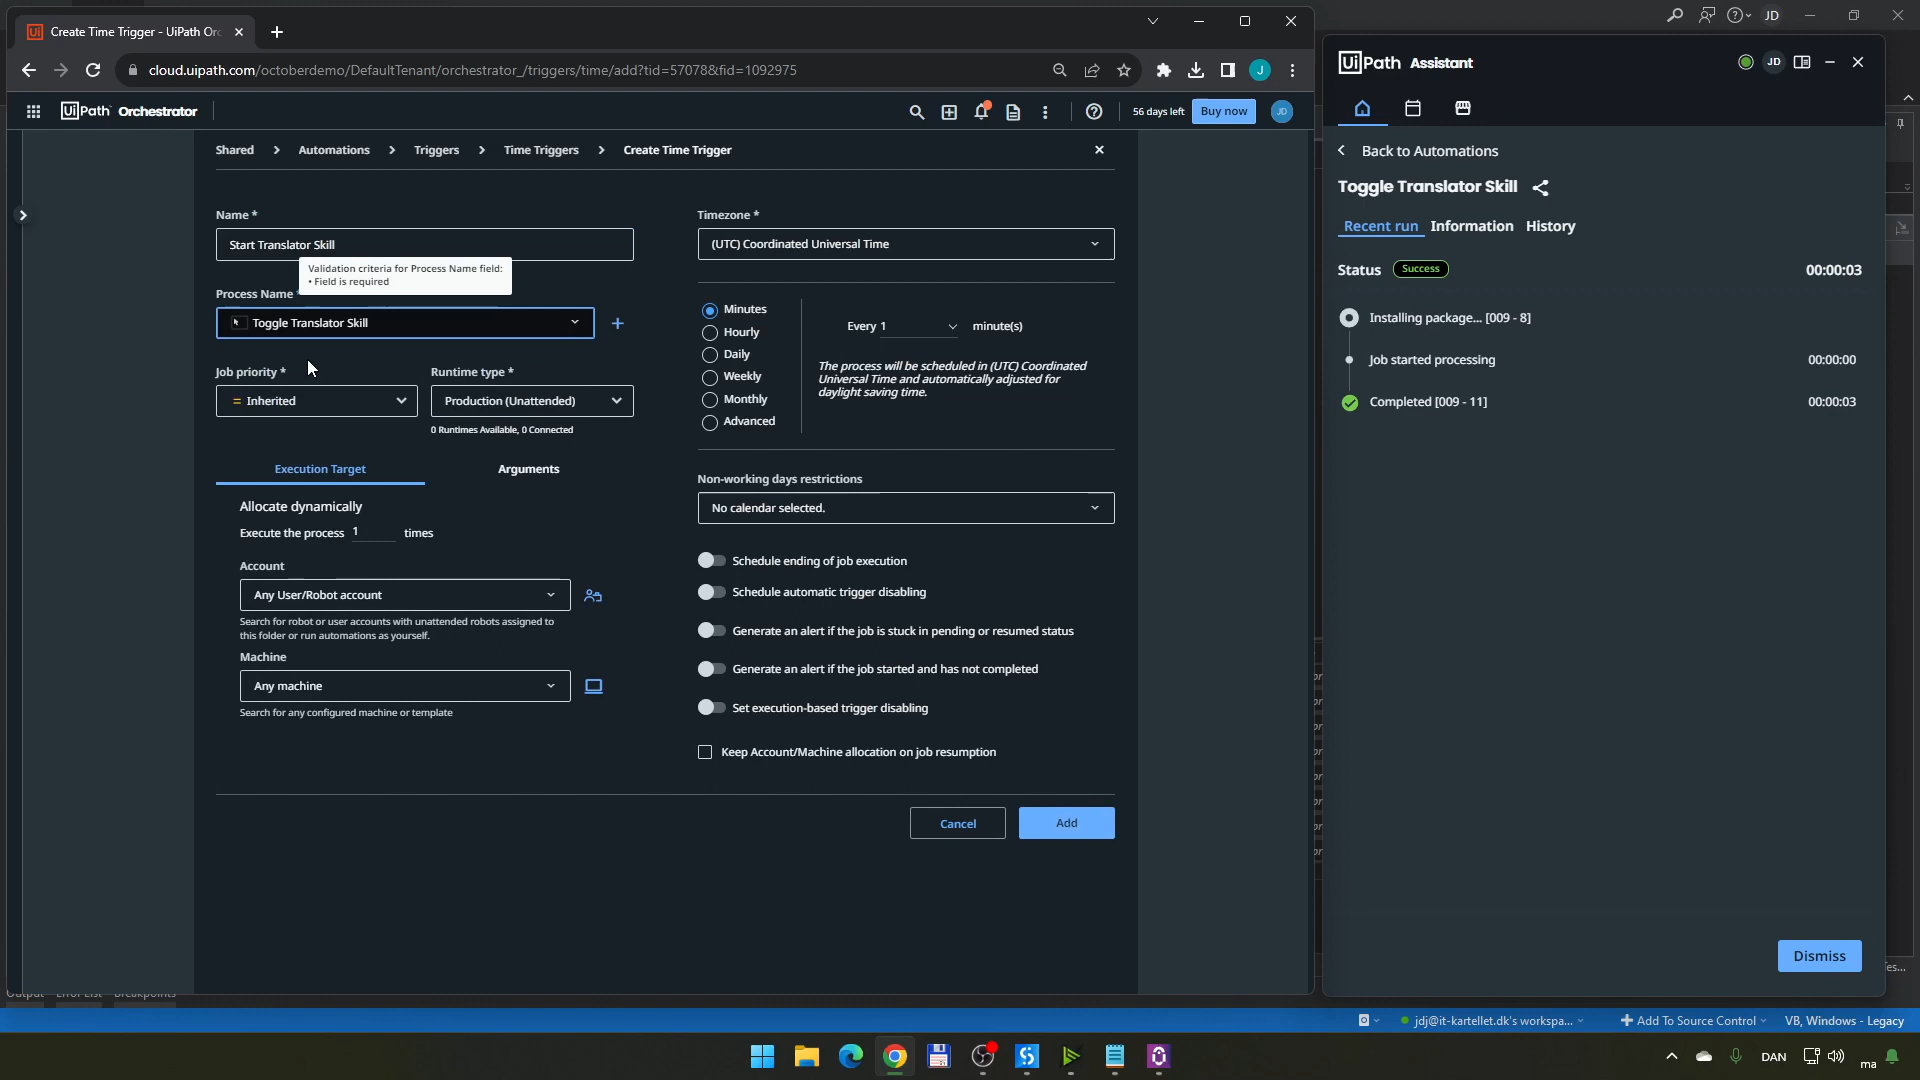 Create Time Trigger - UiPath Orc
cloud.uipath.com/octoberdemo/DefaultTenant/orchestrator_/triggers/time/add?tid=57078&fid=1092975
J
UiPath Orchestrator
56 days left
Buy now
JD
Shared > Automations > Triggers > Time Triggers > Create Time Trigger
Name *
Start Translator Skill
Validation criteria for Process Name field:
• Field is required
Process Name
Toggle Translator Skill
Job priority *
Runtime type *
Inherited
Production (Unattended)
0 Runtimes Available, 0 Connected
Execution Target
Arguments
Allocate dynamically
Execute the process 1 times
Account
Any User/Robot account
Search for robot or user accounts with unattended robots assigned to
this folder or run automations as yourself.
Machine
Any machine
Search for any configured machine or template
Timezone *
(UTC) Coordinated Universal Time
Minutes
Hourly
Daily
Weekly
Monthly
Advanced
Every 1 minute(s)
The process will be scheduled in (UTC) Coordinated
Universal Time and automatically adjusted for
daylight saving time.
Non-working days restrictions
No calendar selected.
Schedule ending of job execution
Schedule automatic trigger disabling
Generate an alert if the job is stuck in pending or resumed status
Generate an alert if the job started and has not completed
Set execution-based trigger disabling
Keep Account/Machine allocation on job resumption
Cancel
Add
JD
UiPath Assistant
JD
Back to Automations
Toggle Translator Skill
Recent run
Information
History
Status
Success
00:00:03
Installing package... [009 - 8]
Job started processing
00:00:00
Completed [009 - 11]
00:00:03
Dismiss
jdj@it-kartellet.dk's workspa...
Add To Source Control
VB, Windows - Legacy
DAN
ma